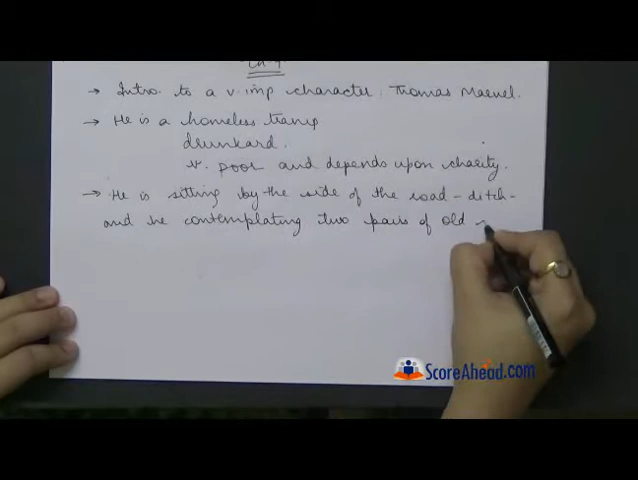 → Intro. to a v. imp character : Thomas Marvel.
→ He is a homeless tramp
drunkard.
v. poor and depends upon charity.
→ He is sitting by the side of the road - ditch -
and he contemplating two pairs of old
ScoreAhead.com